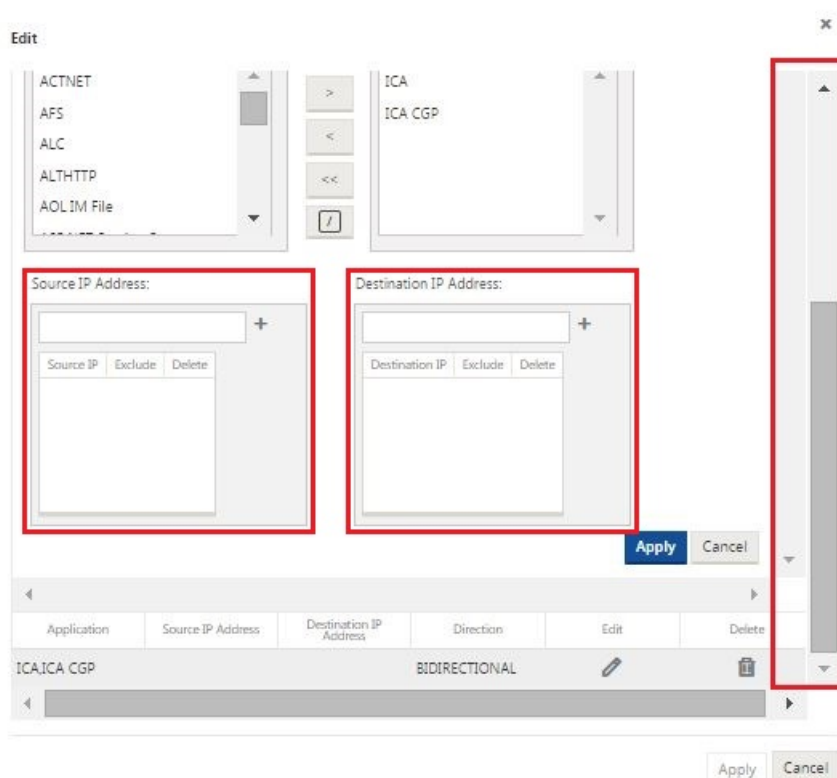 Edit
ACTNET
AFS
ALC
ALTHTTP
AOL IM File
>
<
<<
/
ICA
ICA CGP
Source IP Address:
Destination IP Address:
+
+
Source IP Exclude Delete
Destination IP Exclude Delete
Apply Cancel
Application Source IP Address Destination IP Address Direction Edit Delete
ICA,ICA CGP BIDIRECTIONAL
Apply Cancel